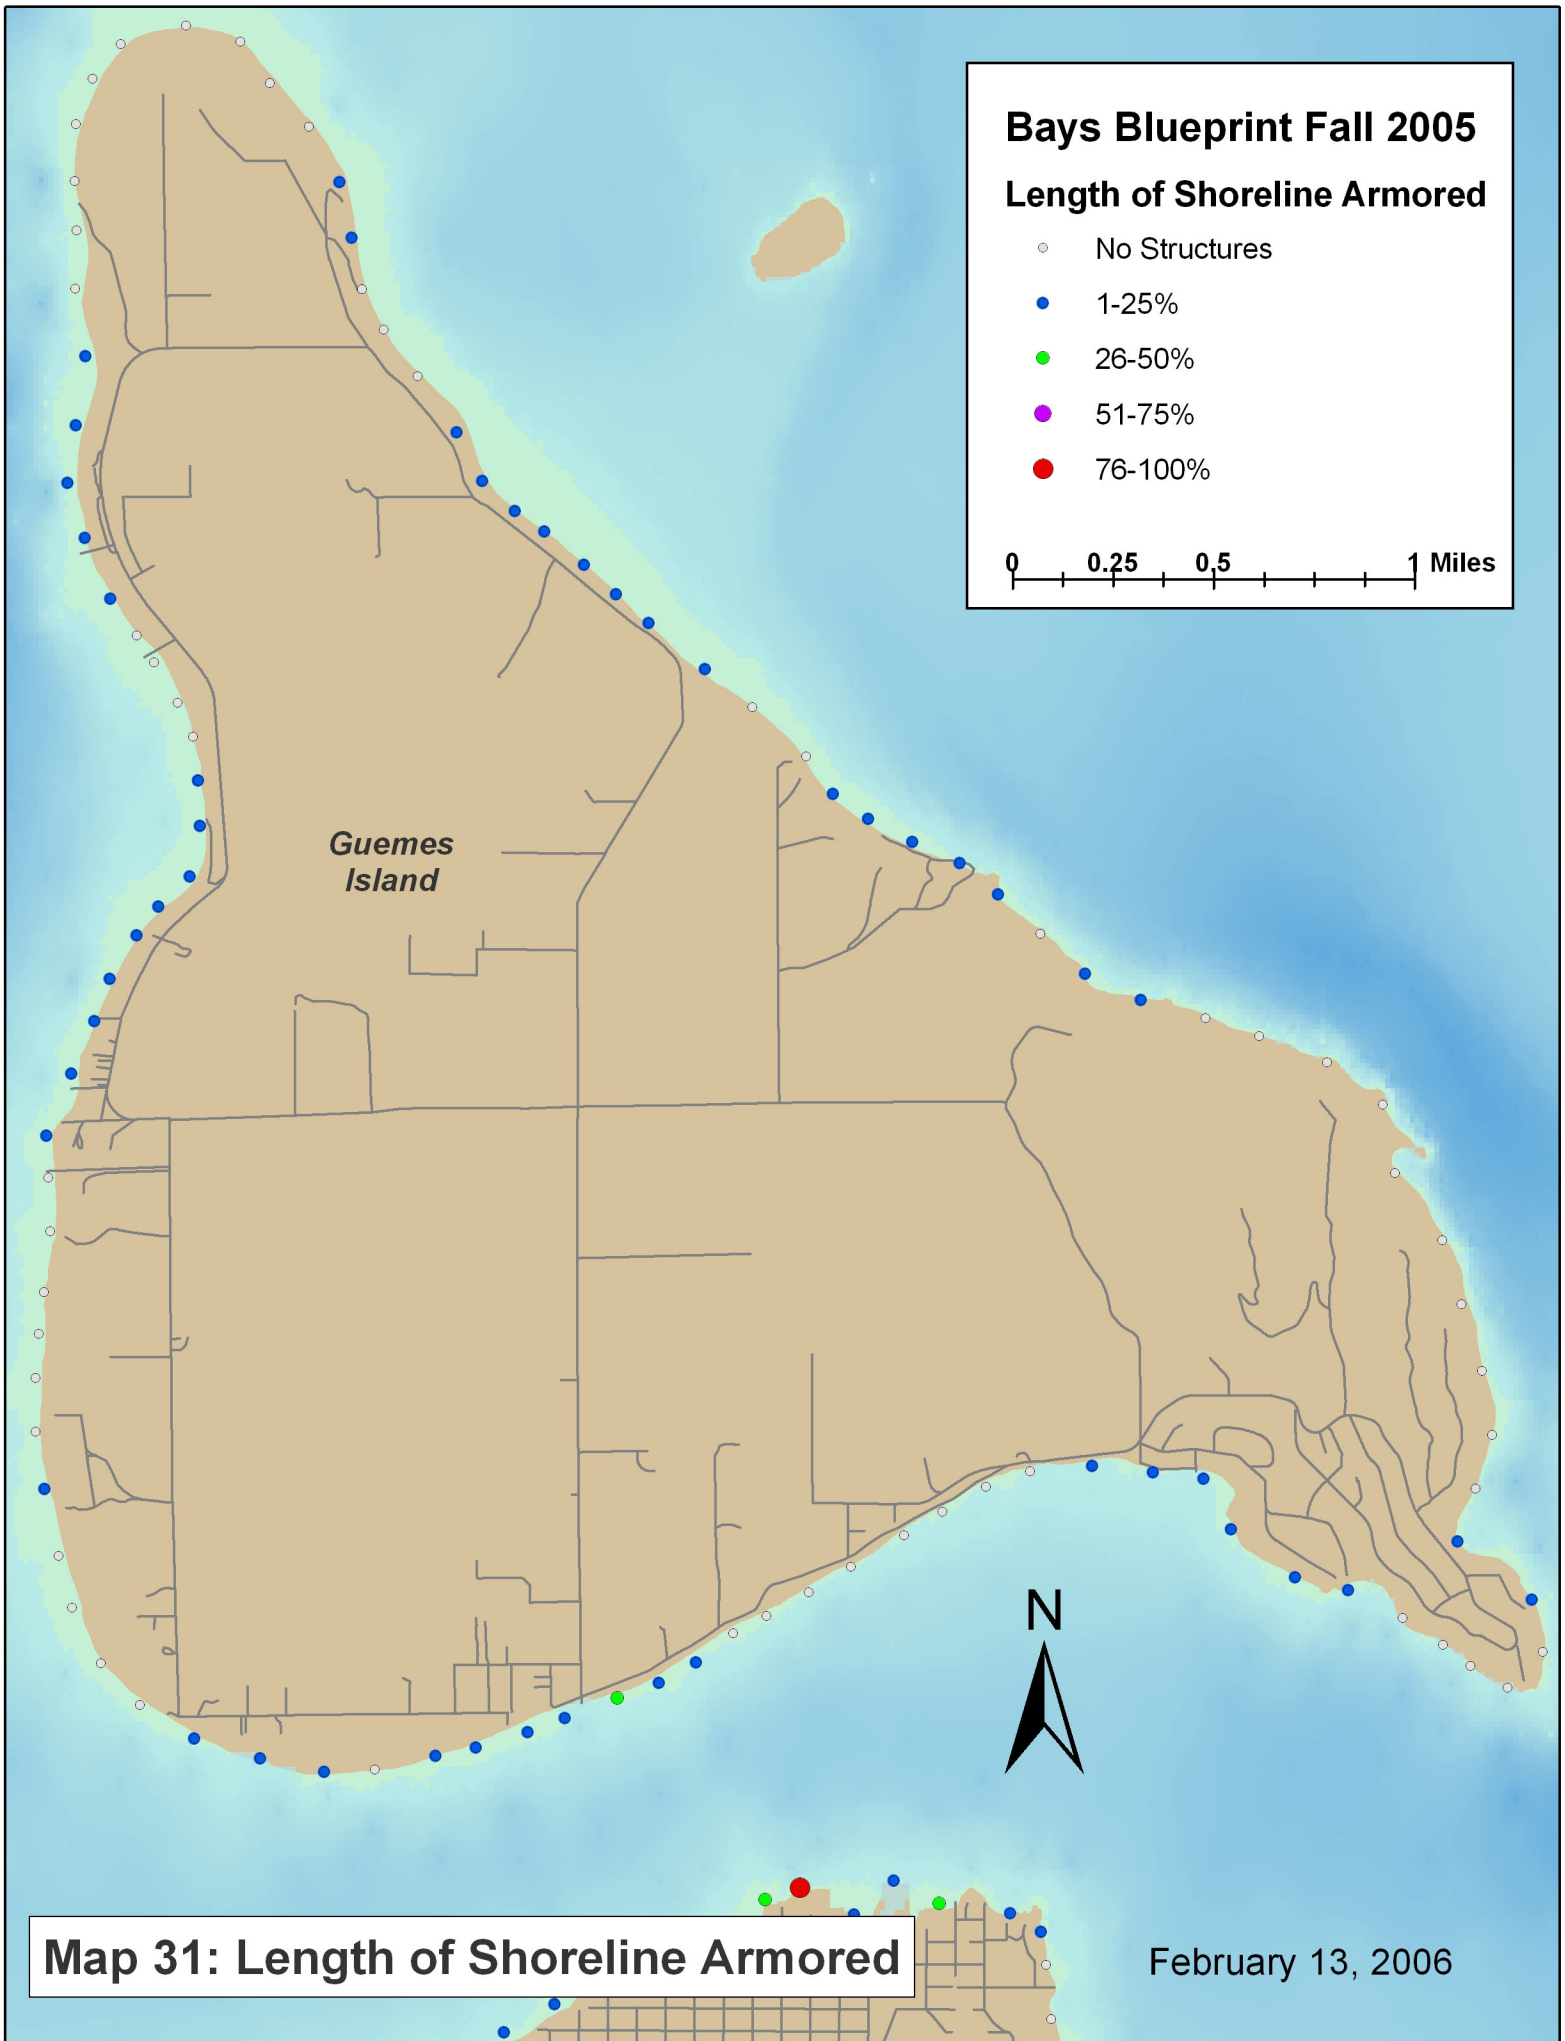 Bays Blueprint Fall 2005
Length of Shoreline Armored
No Structures
1-25%
26-50%
51-75%
76-100%
0 0.25 0.5 1 Miles
Guemes
Island
N
Map 31: Length of Shoreline Armored
February 13, 2006